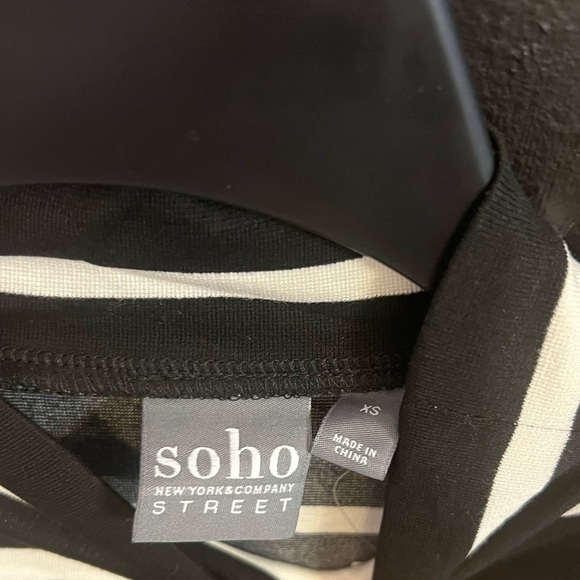 soho
NEW YORK & COMPANY
STREET
XS
MADE IN
CHINA